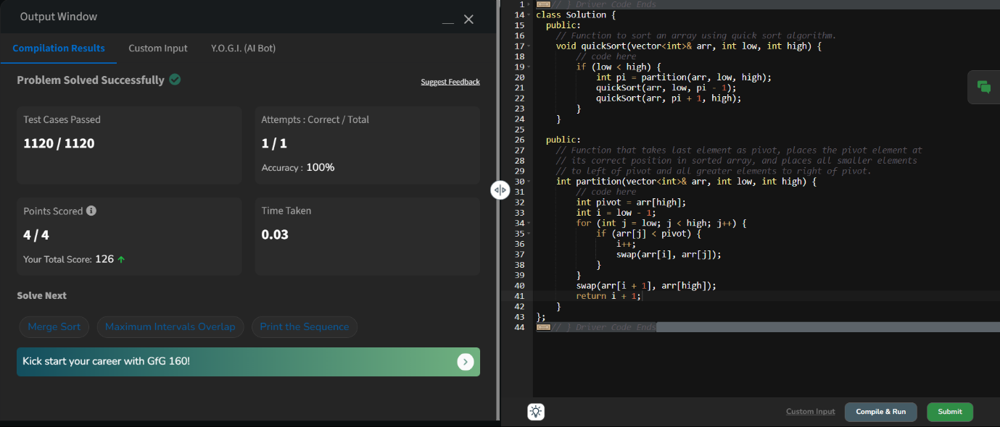 Output Window
Compilation Results
Custom Input
Y.O.G.I. (AI Bot)
Problem Solved Successfully
Suggest Feedback
Test Cases Passed
1120 / 1120
Attempts : Correct / Total
1 / 1
Accuracy : 100%
Points Scored
4 / 4
Your Total Score: 126
Time Taken
0.03
Solve Next
Merge Sort
Maximum Intervals Overlap
Print the Sequence
Kick start your career with GfG 160!
1 // } Driver Code Ends
14 class Solution {
15 public:
16 // Function to sort an array using quick sort algorithm.
17 void quickSort(vector<int>& arr, int low, int high) {
18 // code here
19 if (low < high) {
20 int pi = partition(arr, low, high);
21 quickSort(arr, low, pi - 1);
22 quickSort(arr, pi + 1, high);
23 }
24 }
25
26 public:
27 // Function that takes last element as pivot, places the pivot element at
28 // its correct position in sorted array, and places all smaller elements
29 // to left of pivot and all greater elements to right of pivot.
30 int partition(vector<int>& arr, int low, int high) {
31 // code here
32 int pivot = arr[high];
33 int i = low - 1;
34 for (int j = low; j < high; j++) {
35 if (arr[j] < pivot) {
36 i++;
37 swap(arr[i], arr[j]);
38 }
39 }
40 swap(arr[i + 1], arr[high]);
41 return i + 1;
42 }
43 };
44 // } Driver Code Ends
Custom Input
Compile & Run
Submit